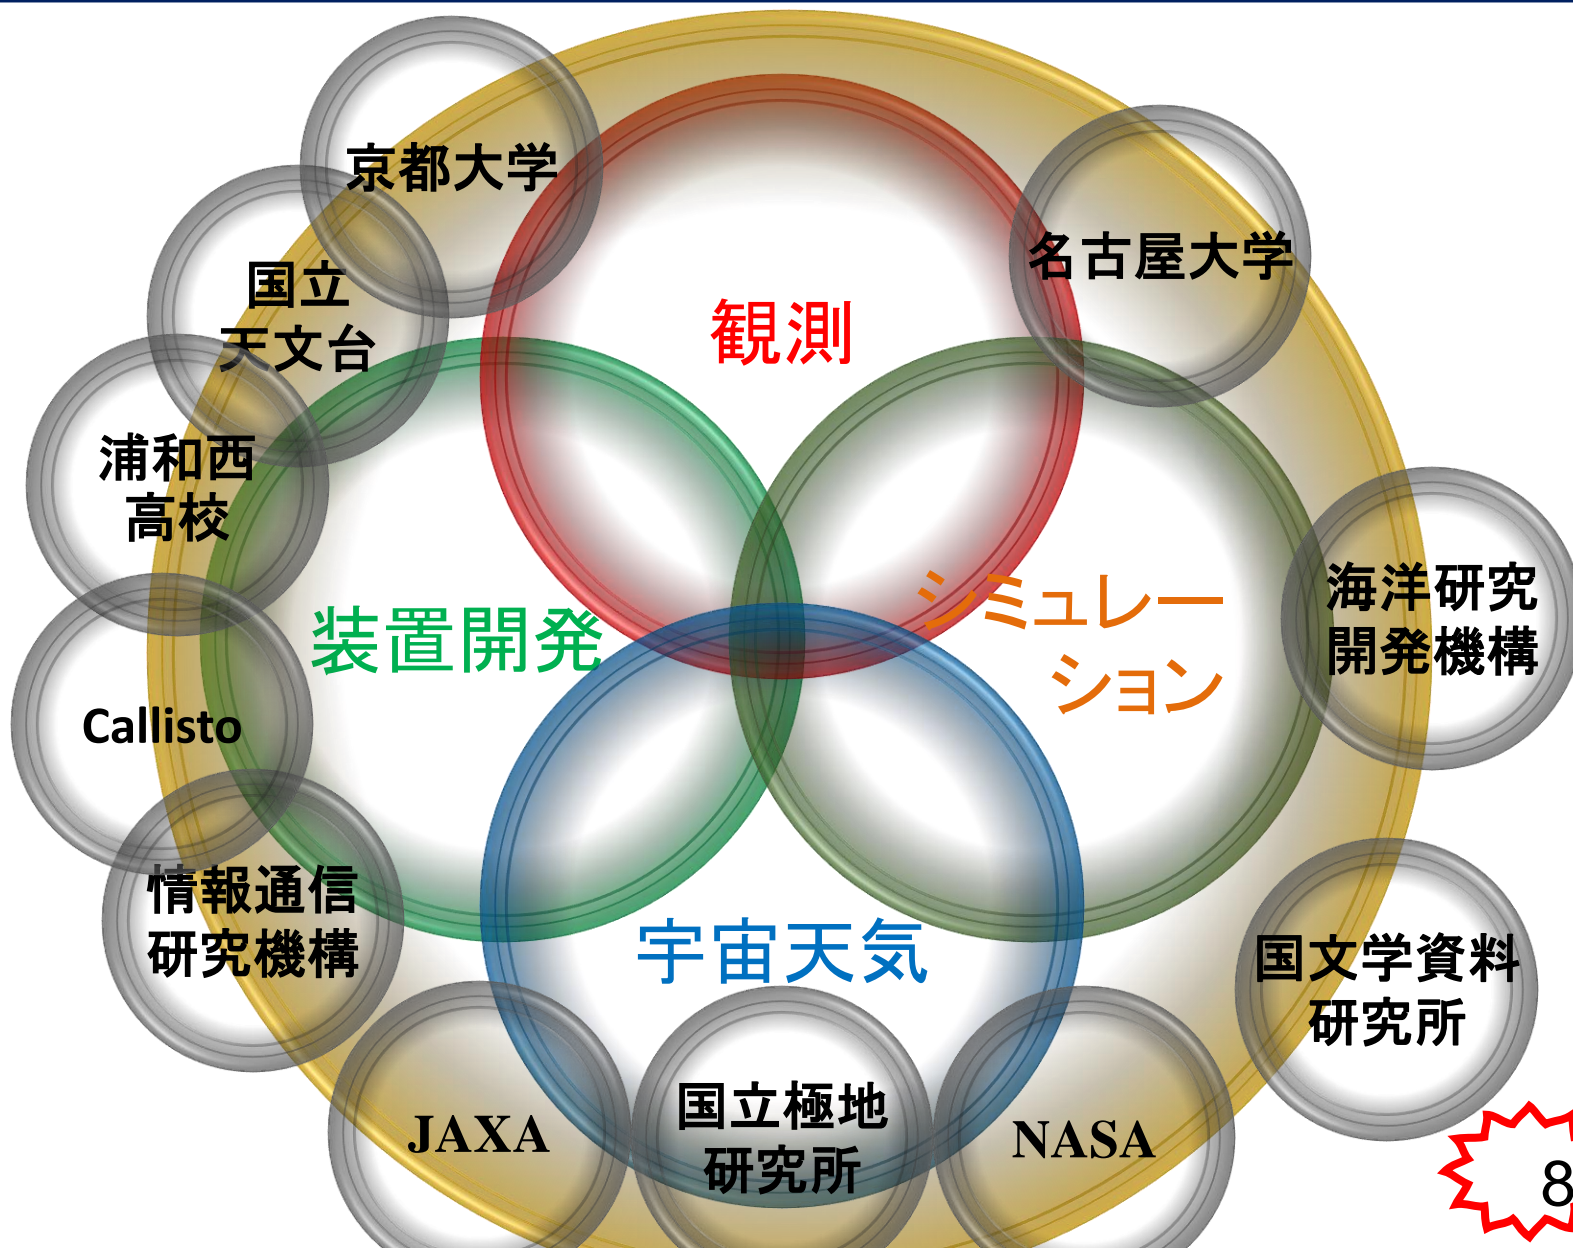 京都大学
名古屋大学
国立
天文台
観測
浦和西
高校
シミュレー
ション
海洋研究
開発機構
装置開発
Callisto
情報通信
研究機構
宇宙天気
国文学資料
研究所
JAXA
国立極地
研究所
NASA
8